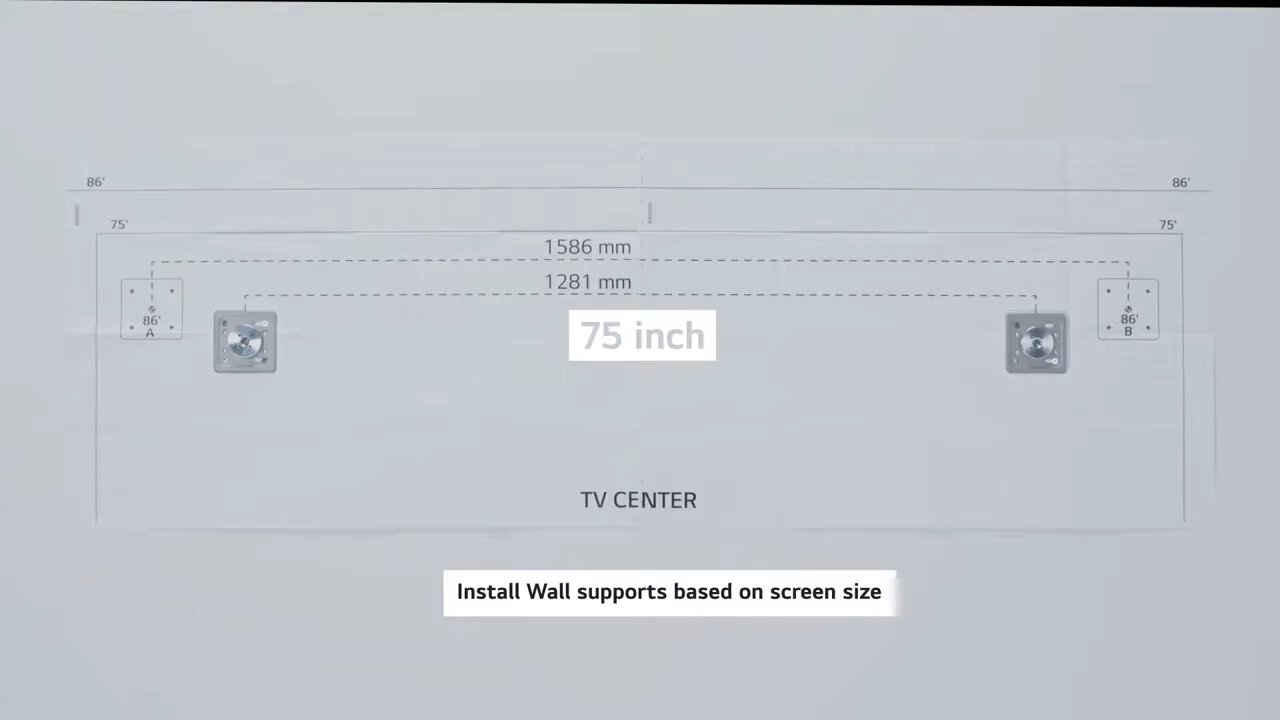 86' 86'
75' 75'
1586 mm
1281 mm
86'
A
86'
B
75 inch
TV CENTER
Install Wall supports based on screen size